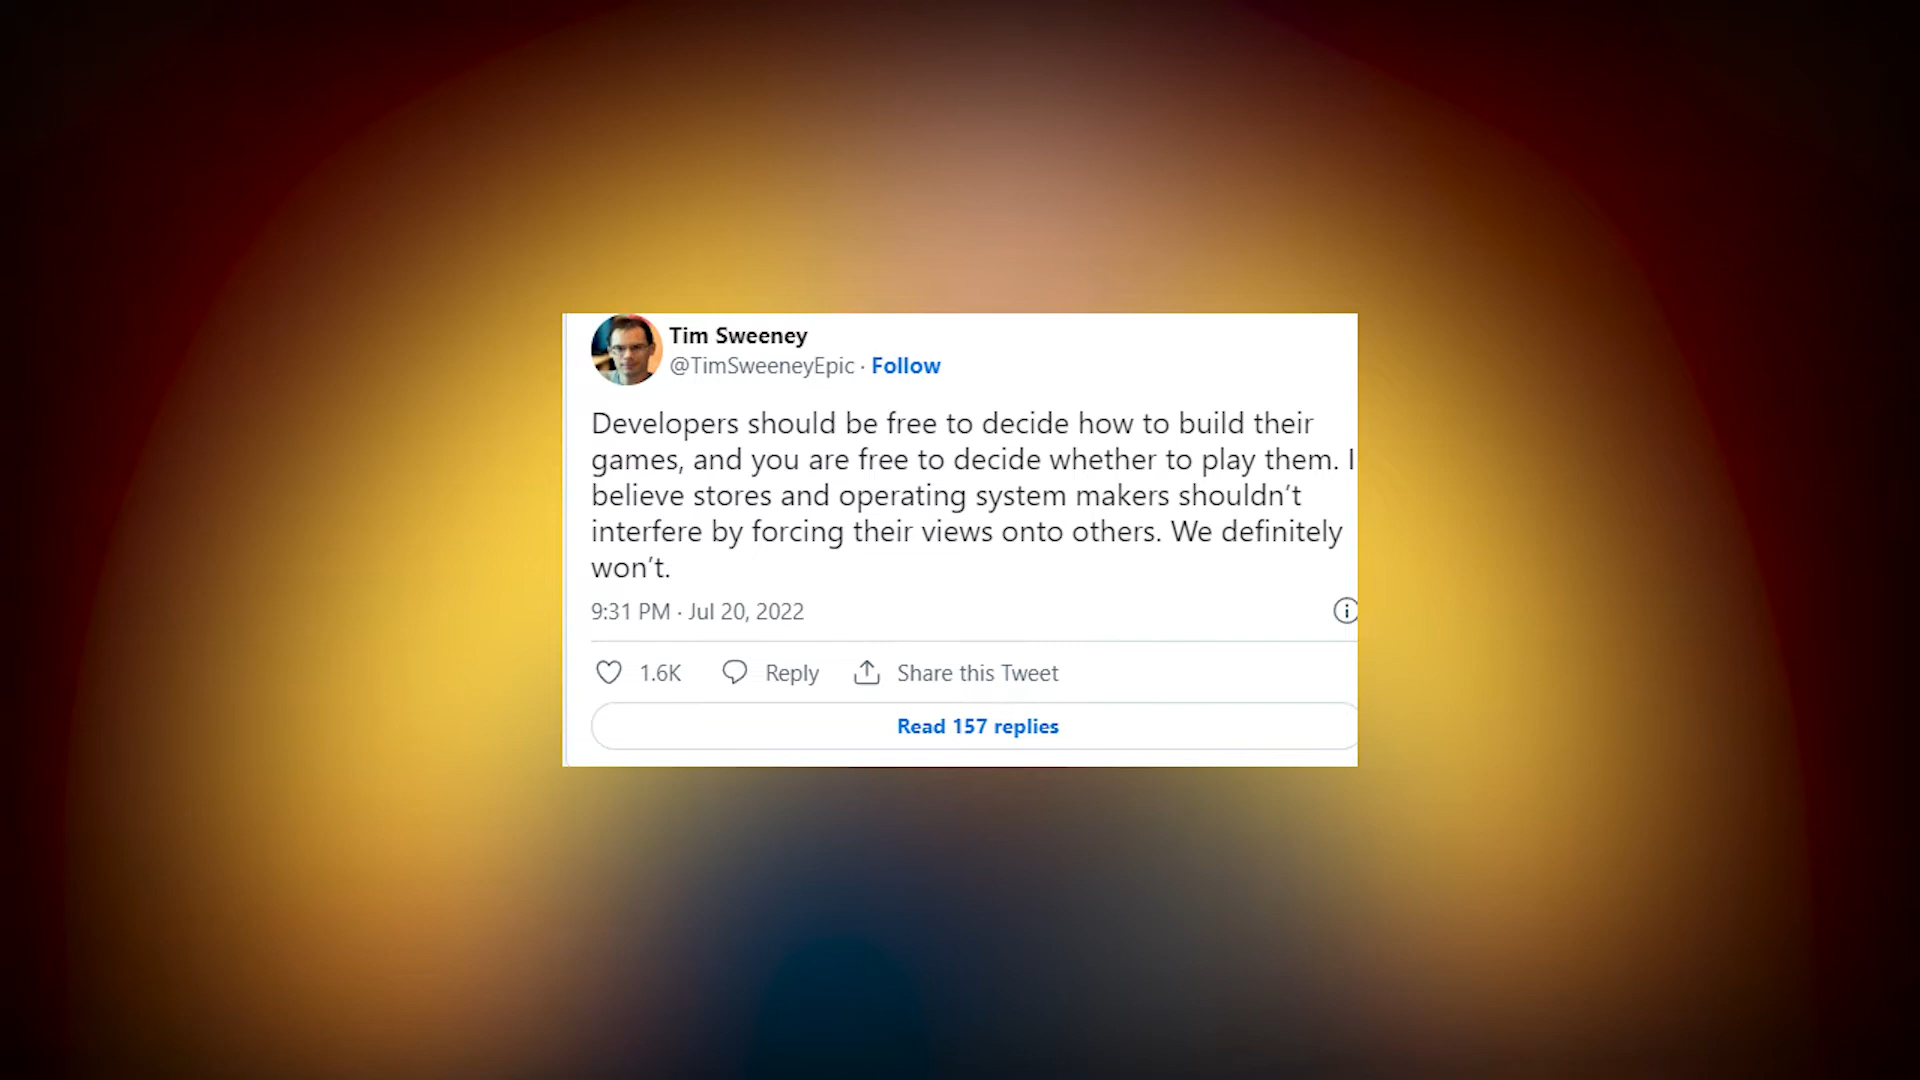 Tim Sweeney
@TimSweeneyEpic · Follow
Developers should be free to decide how to build their
games, and you are free to decide whether to play them. I
believe stores and operating system makers shouldn’t
interfere by forcing their views onto others. We definitely
won’t.
9:31 PM · Jul 20, 2022
1.6K Reply Share this Tweet
Read 157 replies